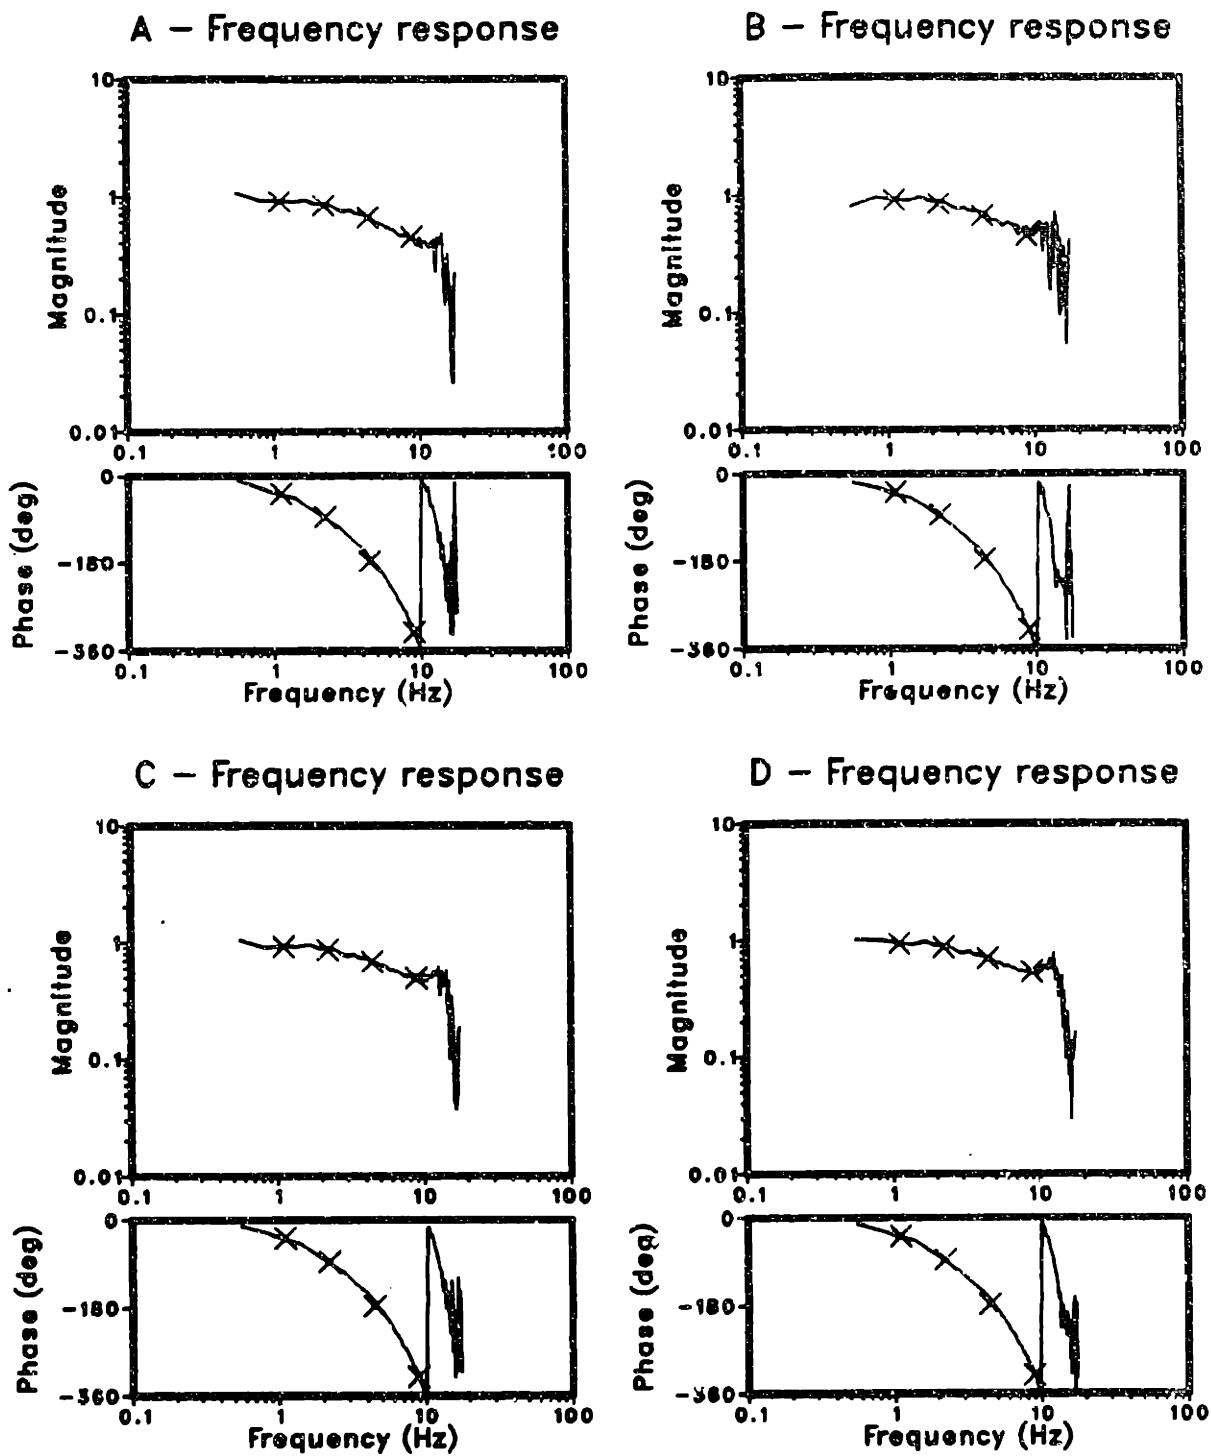 A – Frequency response
10
1
0.1
0.01
Magnitude
0.1 1 10 100
0
-180
-360
Phase (deg)
0.1 1 10 100
Frequency (Hz)
B – Frequency response
10
1
0.1
0.01
Magnitude
0.1 1 10 100
0
-180
-360
Phase (deg)
0.1 1 10 100
Frequency (Hz)
C – Frequency response
10
1
0.1
0.01
Magnitude
0.1 1 10 100
0
-180
-360
Phase (deg)
0.1 1 10 100
Frequency (Hz)
D – Frequency response
10
1
0.1
0.01
Magnitude
0.1 1 10 100
0
-180
-360
Phase (deg)
0.1 1 10 100
Frequency (Hz)